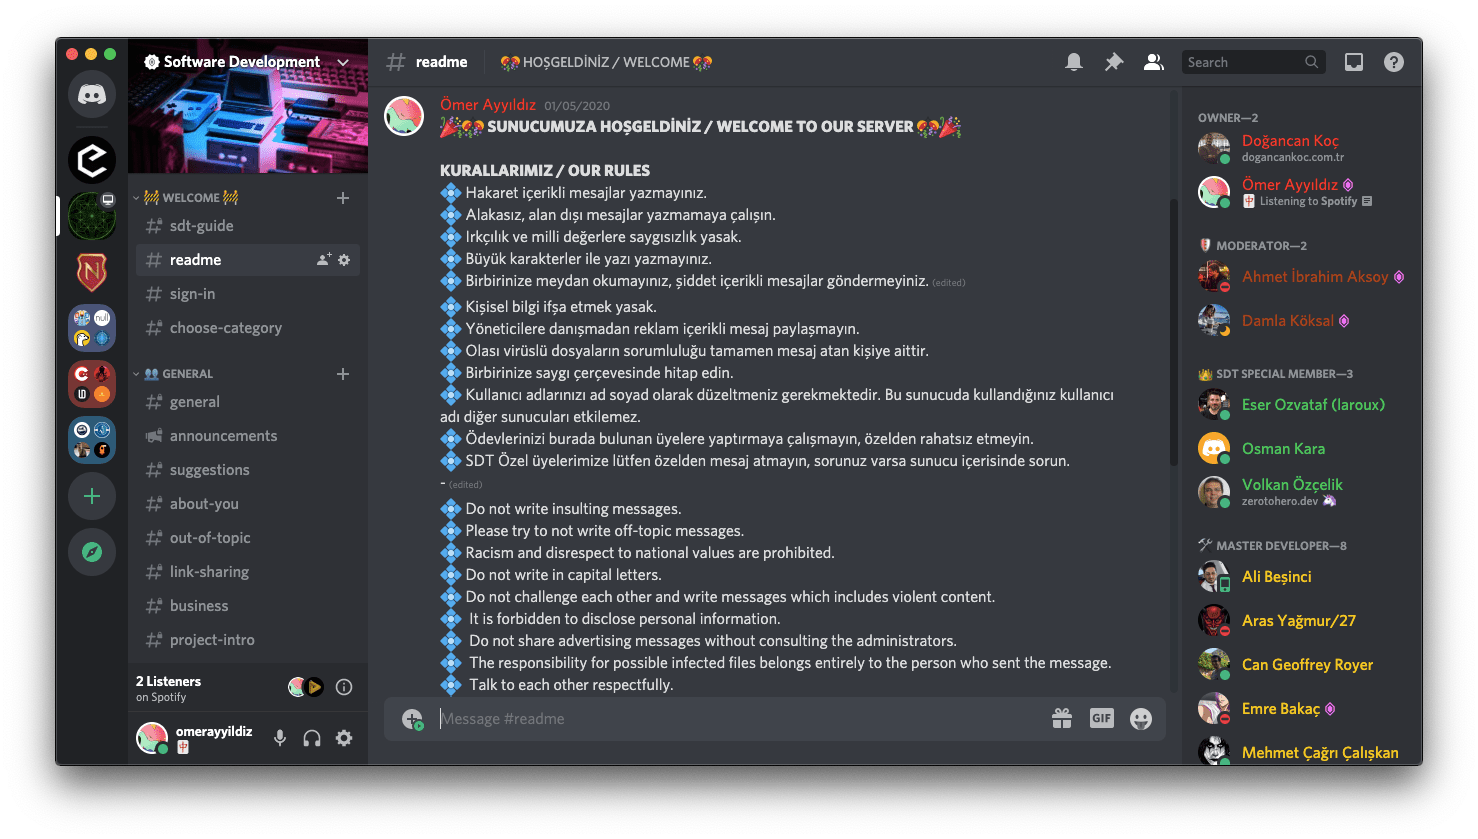 Software Development
WELCOME
sdt-guide
readme
sign-in
choose-category
GENERAL
general
announcements
suggestions
about-you
out-of-topic
link-sharing
business
project-intro
2 Listeners
on Spotify
omerayyildiz
readme
HOŞGELDİNİZ / WELCOME
Search
Ömer Ayyıldız 01/05/2020
SUNUCUMUZA HOŞGELDİNİZ / WELCOME TO OUR SERVER
KURALLARIMIZ / OUR RULES
Hakaret içerikli mesajlar yazmayınız.
Alakasız, alan dışı mesajlar yazmamaya çalışın.
Irkçılık ve milli değerlere saygısızlık yasak.
Büyük karakterler ile yazı yazmayınız.
Birbirinize meydan okumayınız, şiddet içerikli mesajlar göndermeyiniz. (edited)
Kişisel bilgi ifşa etmek yasak.
Yöneticilere danışmadan reklam içerikli mesaj paylaşmayın.
Olası virüslü dosyaların sorumluluğu tamamen mesaj atan kişiye aittir.
Birbirinize saygı çerçevesinde hitap edin.
Kullanıcı adlarınızı ad soyad olarak düzeltmeniz gerekmektedir. Bu sunucuda kullandığınız kullanıcı
adı diğer sunucuları etkilemez.
Ödevlerinizi burada bulunan üyelere yaptırmaya çalışmayın, özelden rahatsız etmeyin.
SDT Özel üyelerimize lütfen özelden mesaj atmayın, sorunuz varsa sunucu içerisinde sorun.
- (edited)
Do not write insulting messages.
Please try to not write off-topic messages.
Racism and disrespect to national values are prohibited.
Do not write in capital letters.
Do not challenge each other and write messages which includes violent content.
It is forbidden to disclose personal information.
Do not share advertising messages without consulting the administrators.
The responsibility for possible infected files belongs entirely to the person who sent the message.
Talk to each other respectfully.
Message #readme
GIF
OWNER—2
Doğancan Koç
dogancankoc.com.tr
Ömer Ayyıldız
Listening to Spotify
MODERATOR—2
Ahmet İbrahim Aksoy
Damla Köksal
SDT SPECIAL MEMBER—3
Eser Ozvataf (laroux)
Osman Kara
Volkan Özçelik
zerotohero.dev
MASTER DEVELOPER—8
Ali Beşinci
Aras Yağmur/27
Can Geoffrey Royer
Emre Bakaç
Mehmet Çağrı Çalışkan